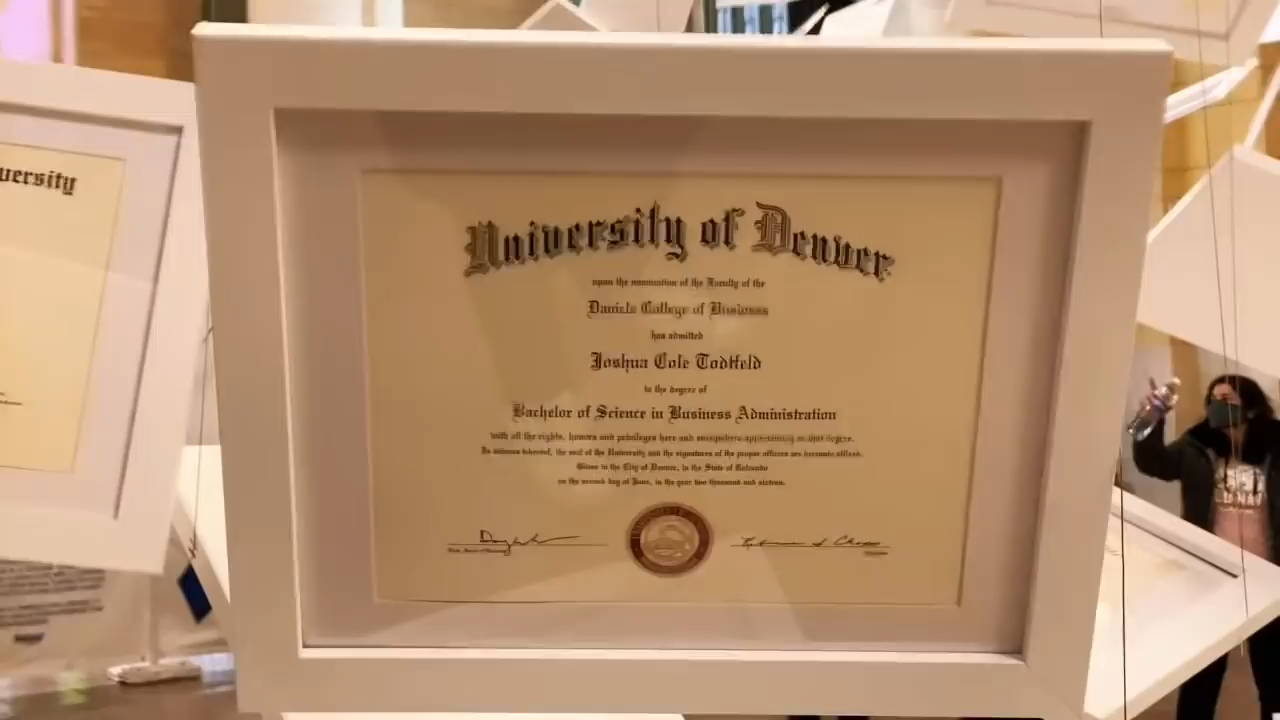 versity
University of Denver
upon the nomination of the Faculty of the
Daniels College of Business
has admitted
Joshua Cole Todtfeld
to the degree of
Bachelor of Science in Business Administration
with all the rights, honors and privileges here and everywhere appertaining to that degree.
In witness whereof, the seal of the University and the signatures of the proper officers are hereunto affixed.
Given in the City of Denver, in the State of Colorado
on the second day of June, in the year two thousand and sixteen.